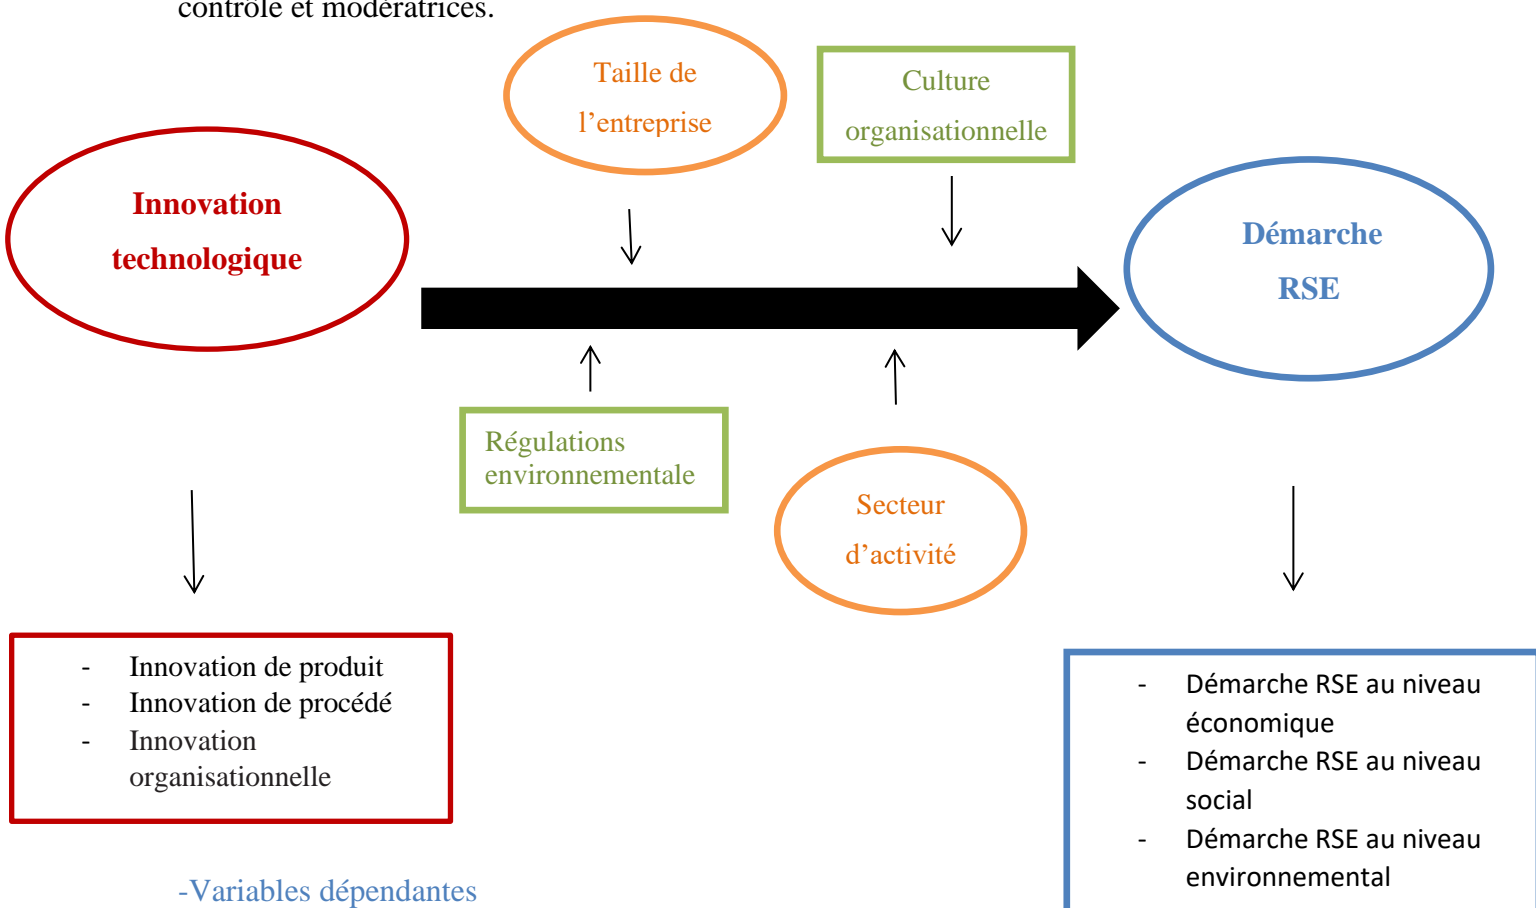 contrôle et modératrices.
Taille de
l’entreprise
Culture
organisationnelle
Innovation
technologique
Démarche
RSE
Régulations
environnementale
Secteur
d’activité
- Innovation de produit
- Innovation de procédé
- Innovation
organisationnelle
- Démarche RSE au niveau
économique
- Démarche RSE au niveau
social
- Démarche RSE au niveau
environnemental
-Variables dépendantes